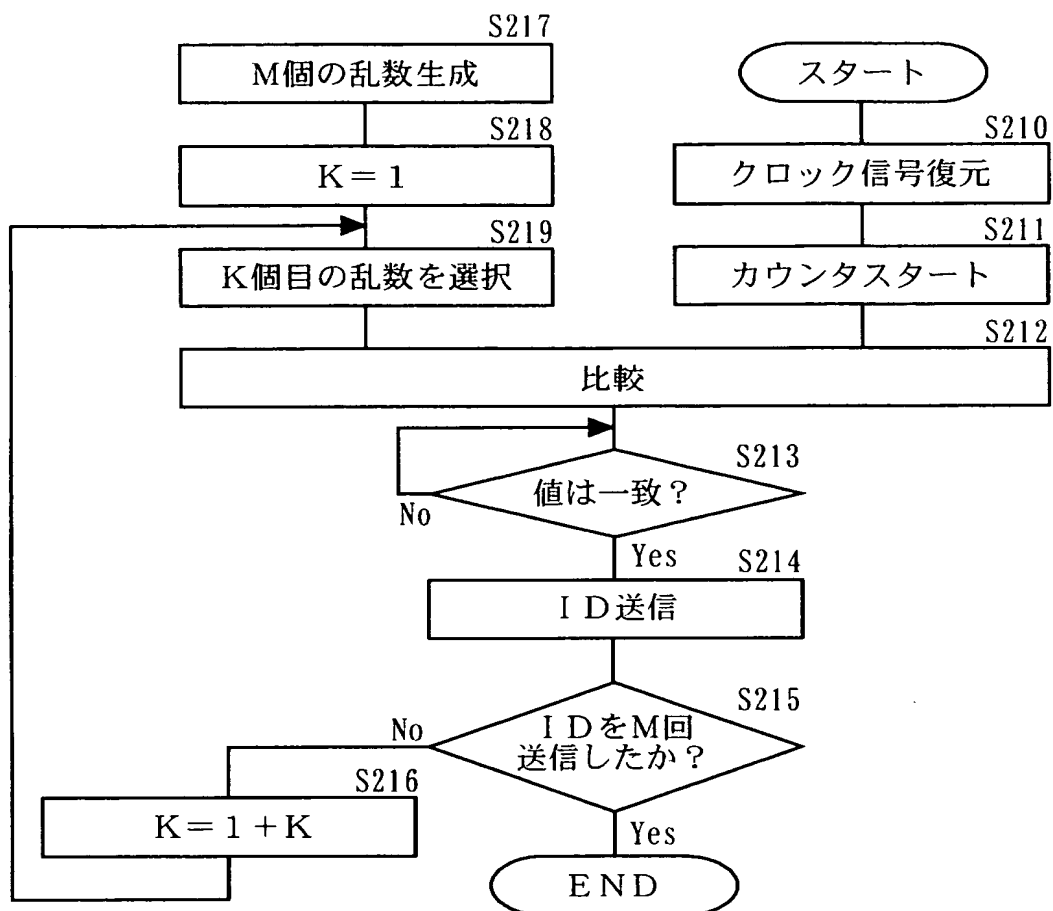 S217
M個の乱数生成
スタート
S218
K=1
S210
クロック信号復元
S219
K個目の乱数を選択
S211
カウンタスタート
S212
比較
S213
値は一致？
No
Yes
S214
ＩＤ送信
S215
ＩＤをM回
送信したか？
No
S216
K=1+K
Yes
END